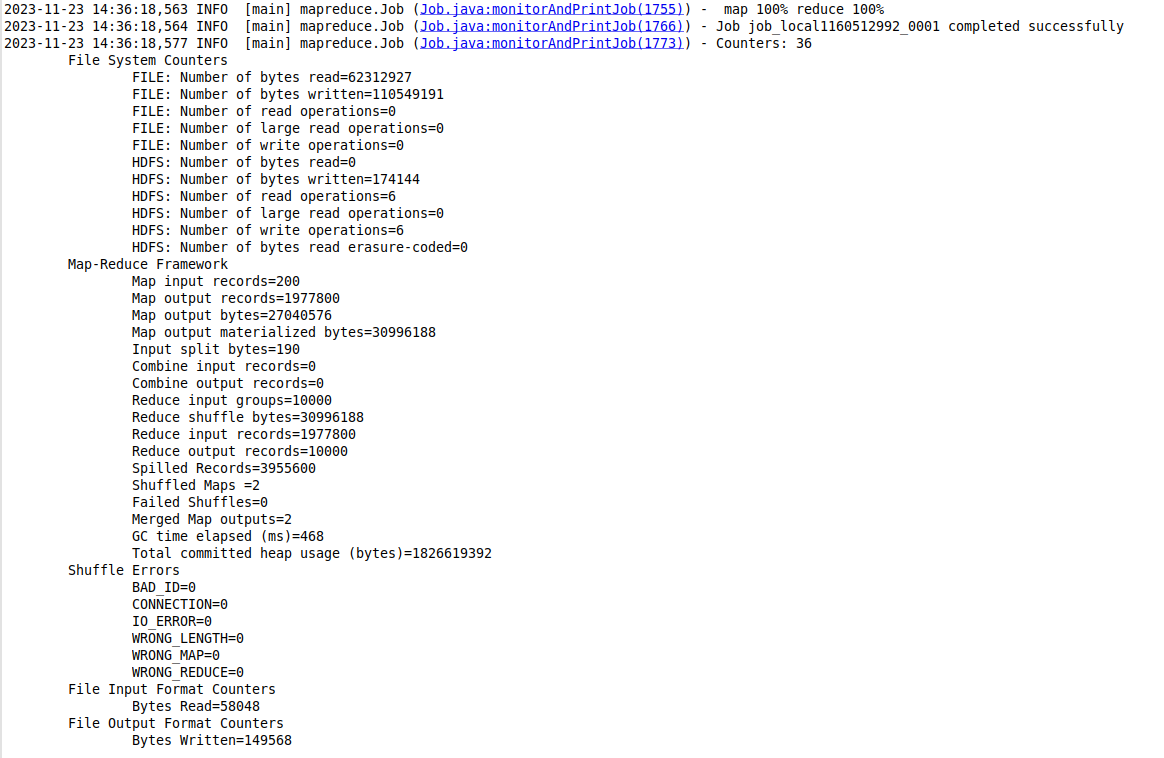 2023-11-23 14:36:18,563 INFO  [main] mapreduce.Job (Job.java:monitorAndPrintJob(1755)) -  map 100% reduce 100%
2023-11-23 14:36:18,564 INFO  [main] mapreduce.Job (Job.java:monitorAndPrintJob(1766)) - Job job_local1160512992_0001 completed successfully
2023-11-23 14:36:18,577 INFO  [main] mapreduce.Job (Job.java:monitorAndPrintJob(1773)) - Counters: 36
File System Counters
FILE: Number of bytes read=62312927
FILE: Number of bytes written=110549191
FILE: Number of read operations=0
FILE: Number of large read operations=0
FILE: Number of write operations=0
HDFS: Number of bytes read=0
HDFS: Number of bytes written=174144
HDFS: Number of read operations=6
HDFS: Number of large read operations=0
HDFS: Number of write operations=6
HDFS: Number of bytes read erasure-coded=0
Map-Reduce Framework
Map input records=200
Map output records=1977800
Map output bytes=27040576
Map output materialized bytes=30996188
Input split bytes=190
Combine input records=0
Combine output records=0
Reduce input groups=10000
Reduce shuffle bytes=30996188
Reduce input records=1977800
Reduce output records=10000
Spilled Records=3955600
Shuffled Maps =2
Failed Shuffles=0
Merged Map outputs=2
GC time elapsed (ms)=468
Total committed heap usage (bytes)=1826619392
Shuffle Errors
BAD_ID=0
CONNECTION=0
IO_ERROR=0
WRONG_LENGTH=0
WRONG_MAP=0
WRONG_REDUCE=0
File Input Format Counters
Bytes Read=58048
File Output Format Counters
Bytes Written=149568